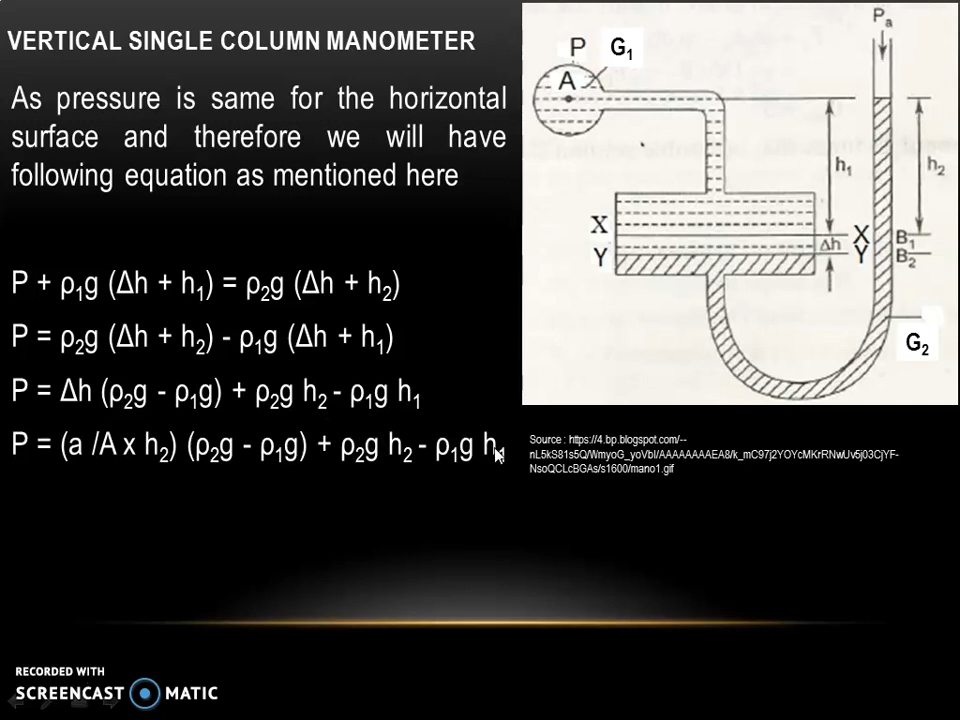 VERTICAL SINGLE COLUMN MANOMETER
As pressure is same for the horizontal
surface and therefore we will have
following equation as mentioned here
P + ρ₁g (Δh + h₁) = ρ₂g (Δh + h₂)
P = ρ₂g (Δh + h₂) - ρ₁g (Δh + h₁)
P = Δh (ρ₂g - ρ₁g) + ρ₂g h₂ - ρ₁g h₁
P = (a /A x h₂) (ρ₂g - ρ₁g) + ρ₂g h₂ - ρ₁g h₁
P
G₁
A
Pa
h₁
h₂
X
Y
Δh
X
Y
B₁
B₂
G₂
Source : https://4.bp.blogspot.com/--
nL5kS81s5Q/WmyoG_yoVbI/AAAAAAAAEA8/k_mC97j2YOYcMKrRNwUv5j03CjYF-
NsoQCLcBGAs/s1600/mano1.gif
RECORDED WITH
SCREENCAST MATIC